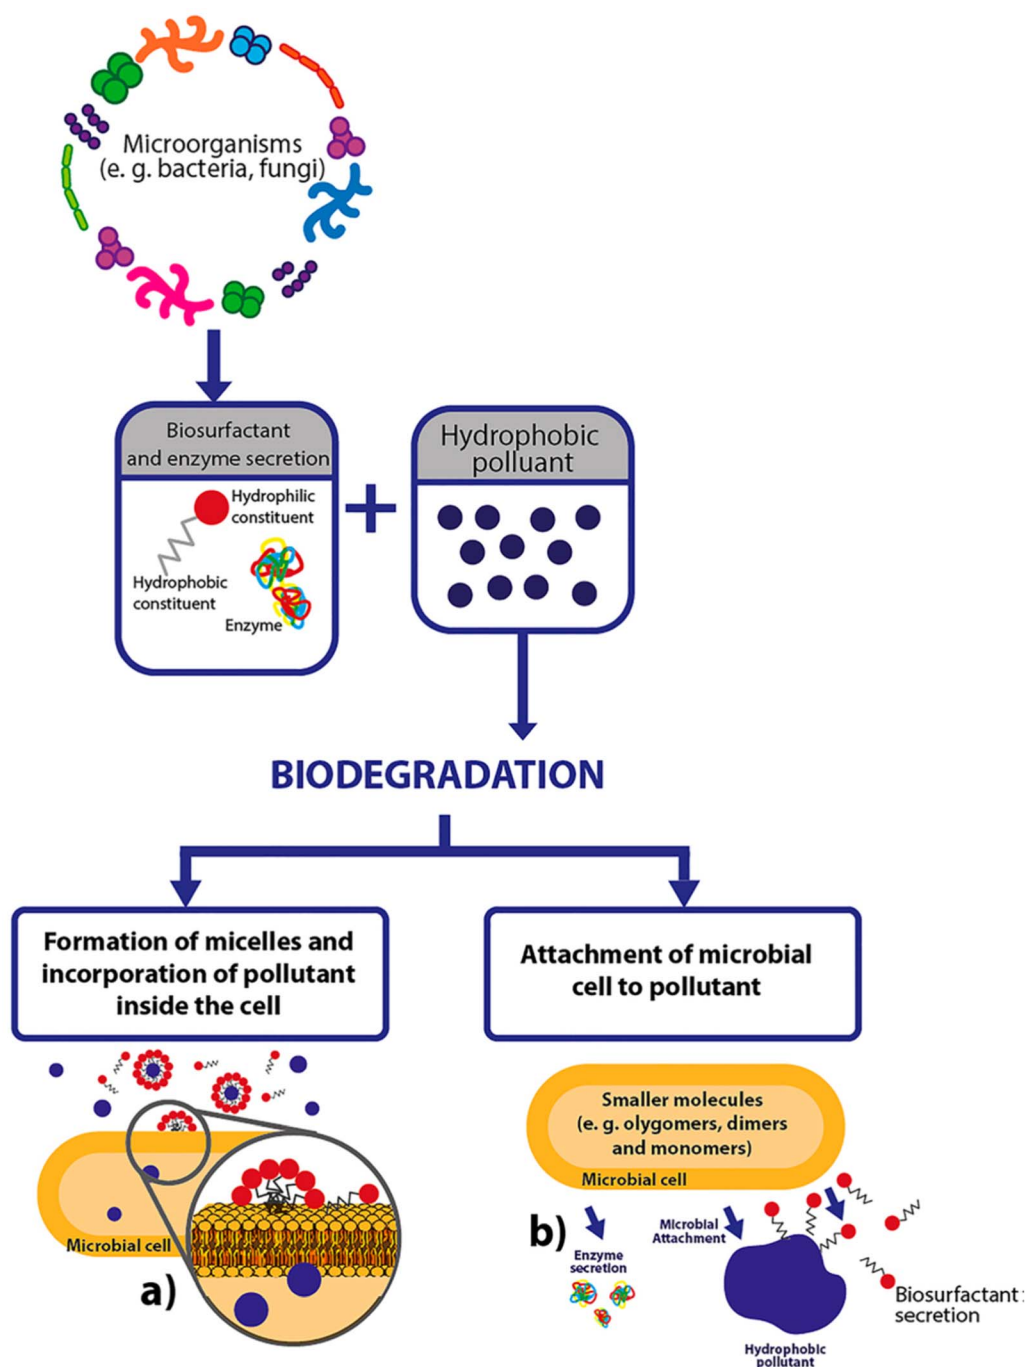 Microorganisms
(e. g. bacteria, fungi)
Biosurfactant
and enzyme secretion
Hydrophilic
constituent
Hydrophobic
constituent
Enzyme
+
Hydrophobic
polluant
BIODEGRADATION
Formation of micelles and
incorporation of pollutant
inside the cell
Microbial cell
a)
Attachment of microbial
cell to pollutant
Smaller molecules
(e. g. olygomers, dimers
and monomers)
Microbial cell
b)
Enzyme
secretion
Microbial
Attachment
Biosurfactant:
secretion
Hydrophobic
pollutant